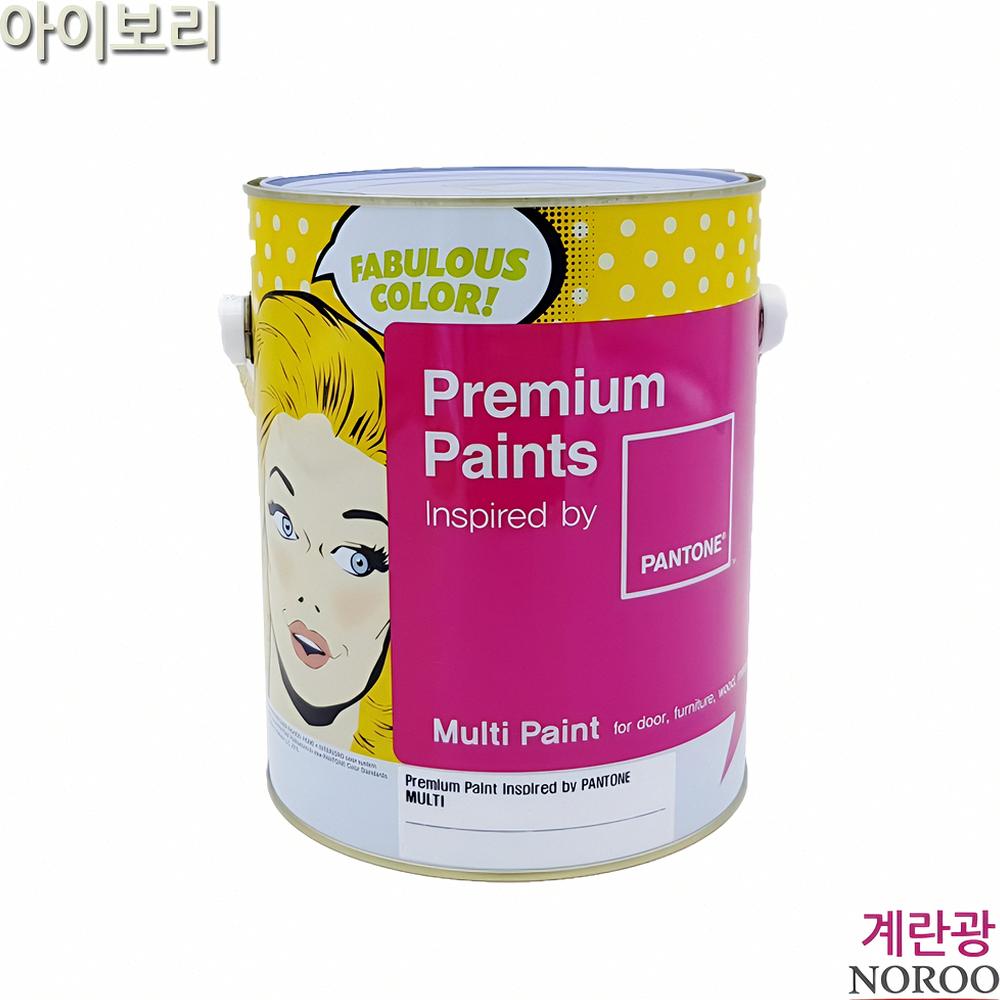 아이보리
FABULOUS
COLOR!
Premium
Paints
Inspired by
PANTONE®
Multi Paint for door, furniture, wood,
Premium Paint Inspired by PANTONE
MULTI
계란광
NOROO